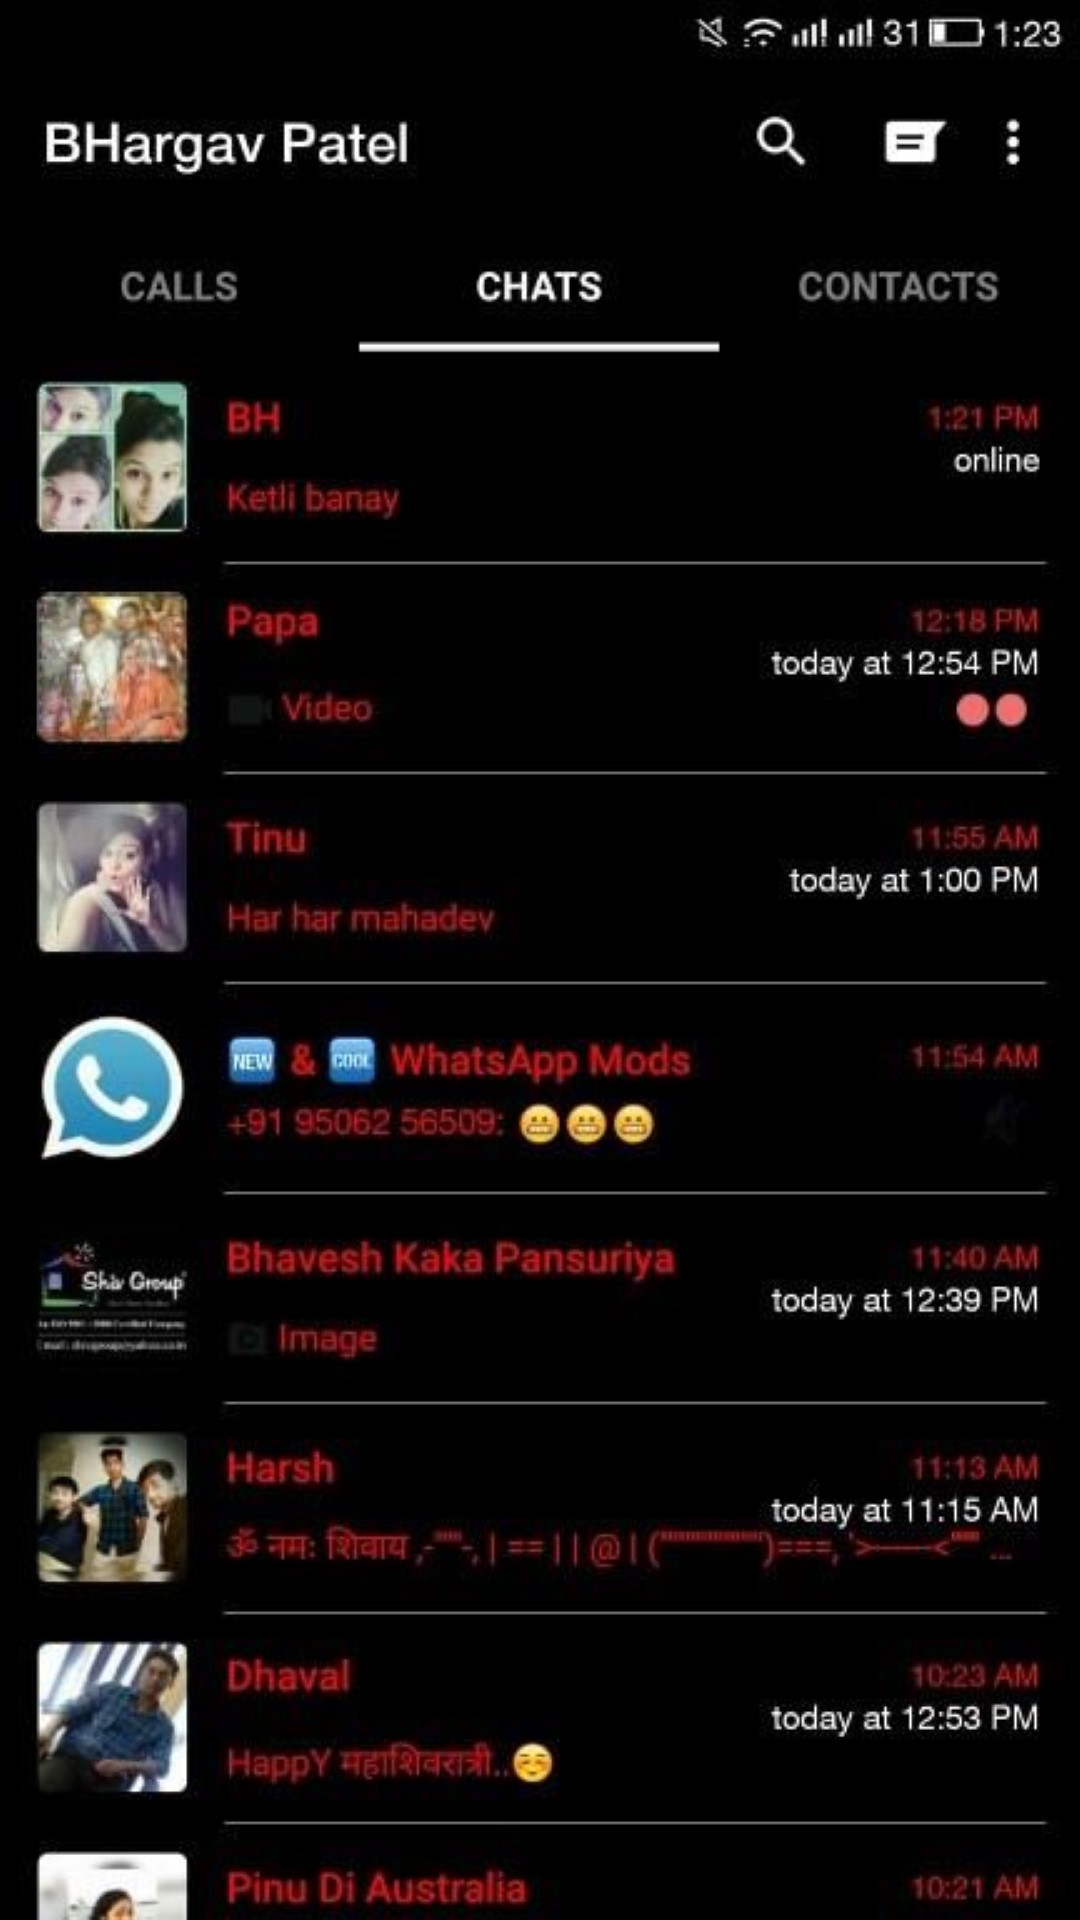 31 1:23
BHargav Patel
CALLS CHATS CONTACTS
BH 1:21 PM
online
Ketli banay
Papa 12:18 PM
today at 12:54 PM
Video
Tinu 11:55 AM
today at 1:00 PM
Har har mahadev
NEW & COOL WhatsApp Mods 11:54 AM
+91 95062 56509: 😬😬😬
Bhavesh Kaka Pansuriya 11:40 AM
Shiv Group
today at 12:39 PM
Image
Harsh 11:13 AM
today at 11:15 AM
ॐ नमः शिवाय ,-""-, | == | | @ | ("""""""""")===, '>——–<""" ...
Dhaval 10:23 AM
today at 12:53 PM
HappY महाशिवरात्री..☺️
Pinu Di Australia 10:21 AM